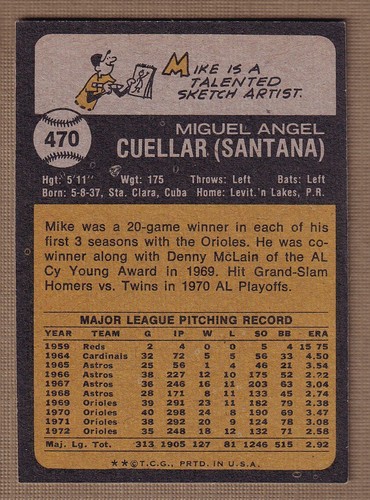 MIKE IS A
TALENTED
SKETCH ARTIST.
470
MIGUEL ANGEL
CUELLAR (SANTANA)
Hgt: 5'11" Wgt: 175 Throws: Left Bats: Left
Born: 5-8-37, Sta. Clara, Cuba Home: Levit.'n Lakes, P.R.
Mike was a 20-game winner in each of his
first 3 seasons with the Orioles. He was co-
winner along with Denny McLain of the AL
Cy Young Award in 1969. Hit Grand-Slam
Homers vs. Twins in 1970 AL Playoffs.
MAJOR LEAGUE PITCHING RECORD
YEAR TEAM G IP W L SO BB ERA
1959 Reds 2 4 0 0 5 4 15.75
1964 Cardinals 32 72 5 5 56 33 4.50
1965 Astros 25 56 1 4 46 21 3.54
1966 Astros 38 227 12 10 175 52 2.22
1967 Astros 36 246 16 11 203 63 3.04
1968 Astros 28 171 8 11 133 45 2.74
1969 Orioles 39 291 23 11 182 79 2.38
1970 Orioles 40 298 24 8 190 69 3.47
1971 Orioles 38 292 20 9 124 78 3.08
1972 Orioles 35 248 18 12 132 71 2.58
Maj. Lg. Tot. 313 1905 127 81 1246 515 2.92
★★©T.C.G., PRTD. IN U.S.A.